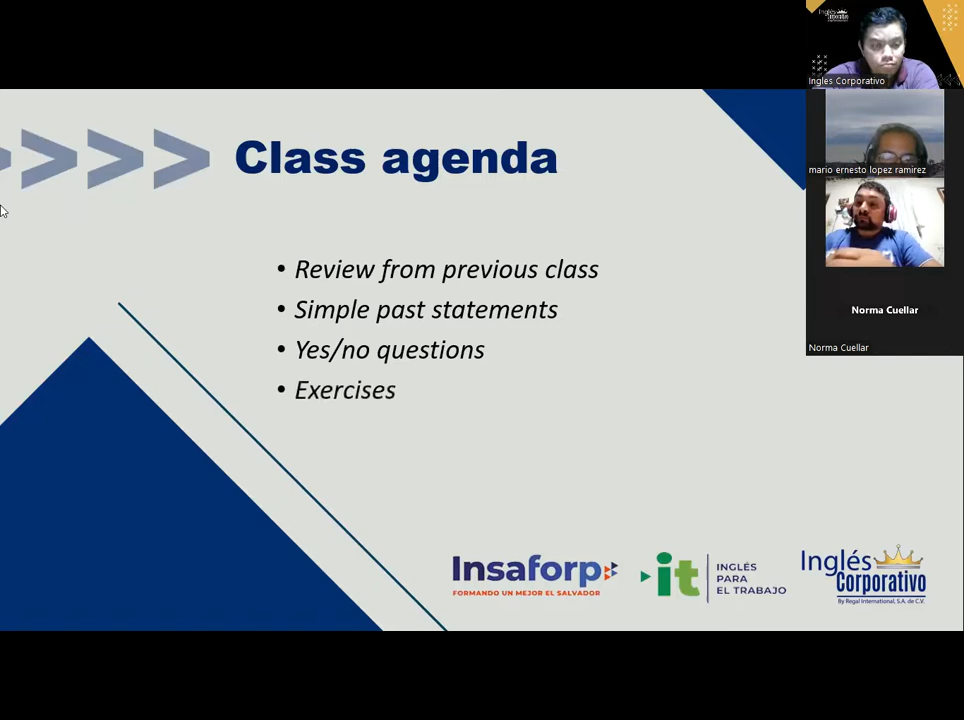 Class agenda
• Review from previous class
• Simple past statements
• Yes/no questions
• Exercises
Insaforp
FORMANDO UN MEJOR EL SALVADOR
it
INGLÉS
PARA
EL TRABAJO
Inglés
Corporativo
By Regal International, S.A. de C.V.
Inglés
Ingles Corporativo
mario ernesto lopez ramirez
Norma Cuellar
Norma Cuellar